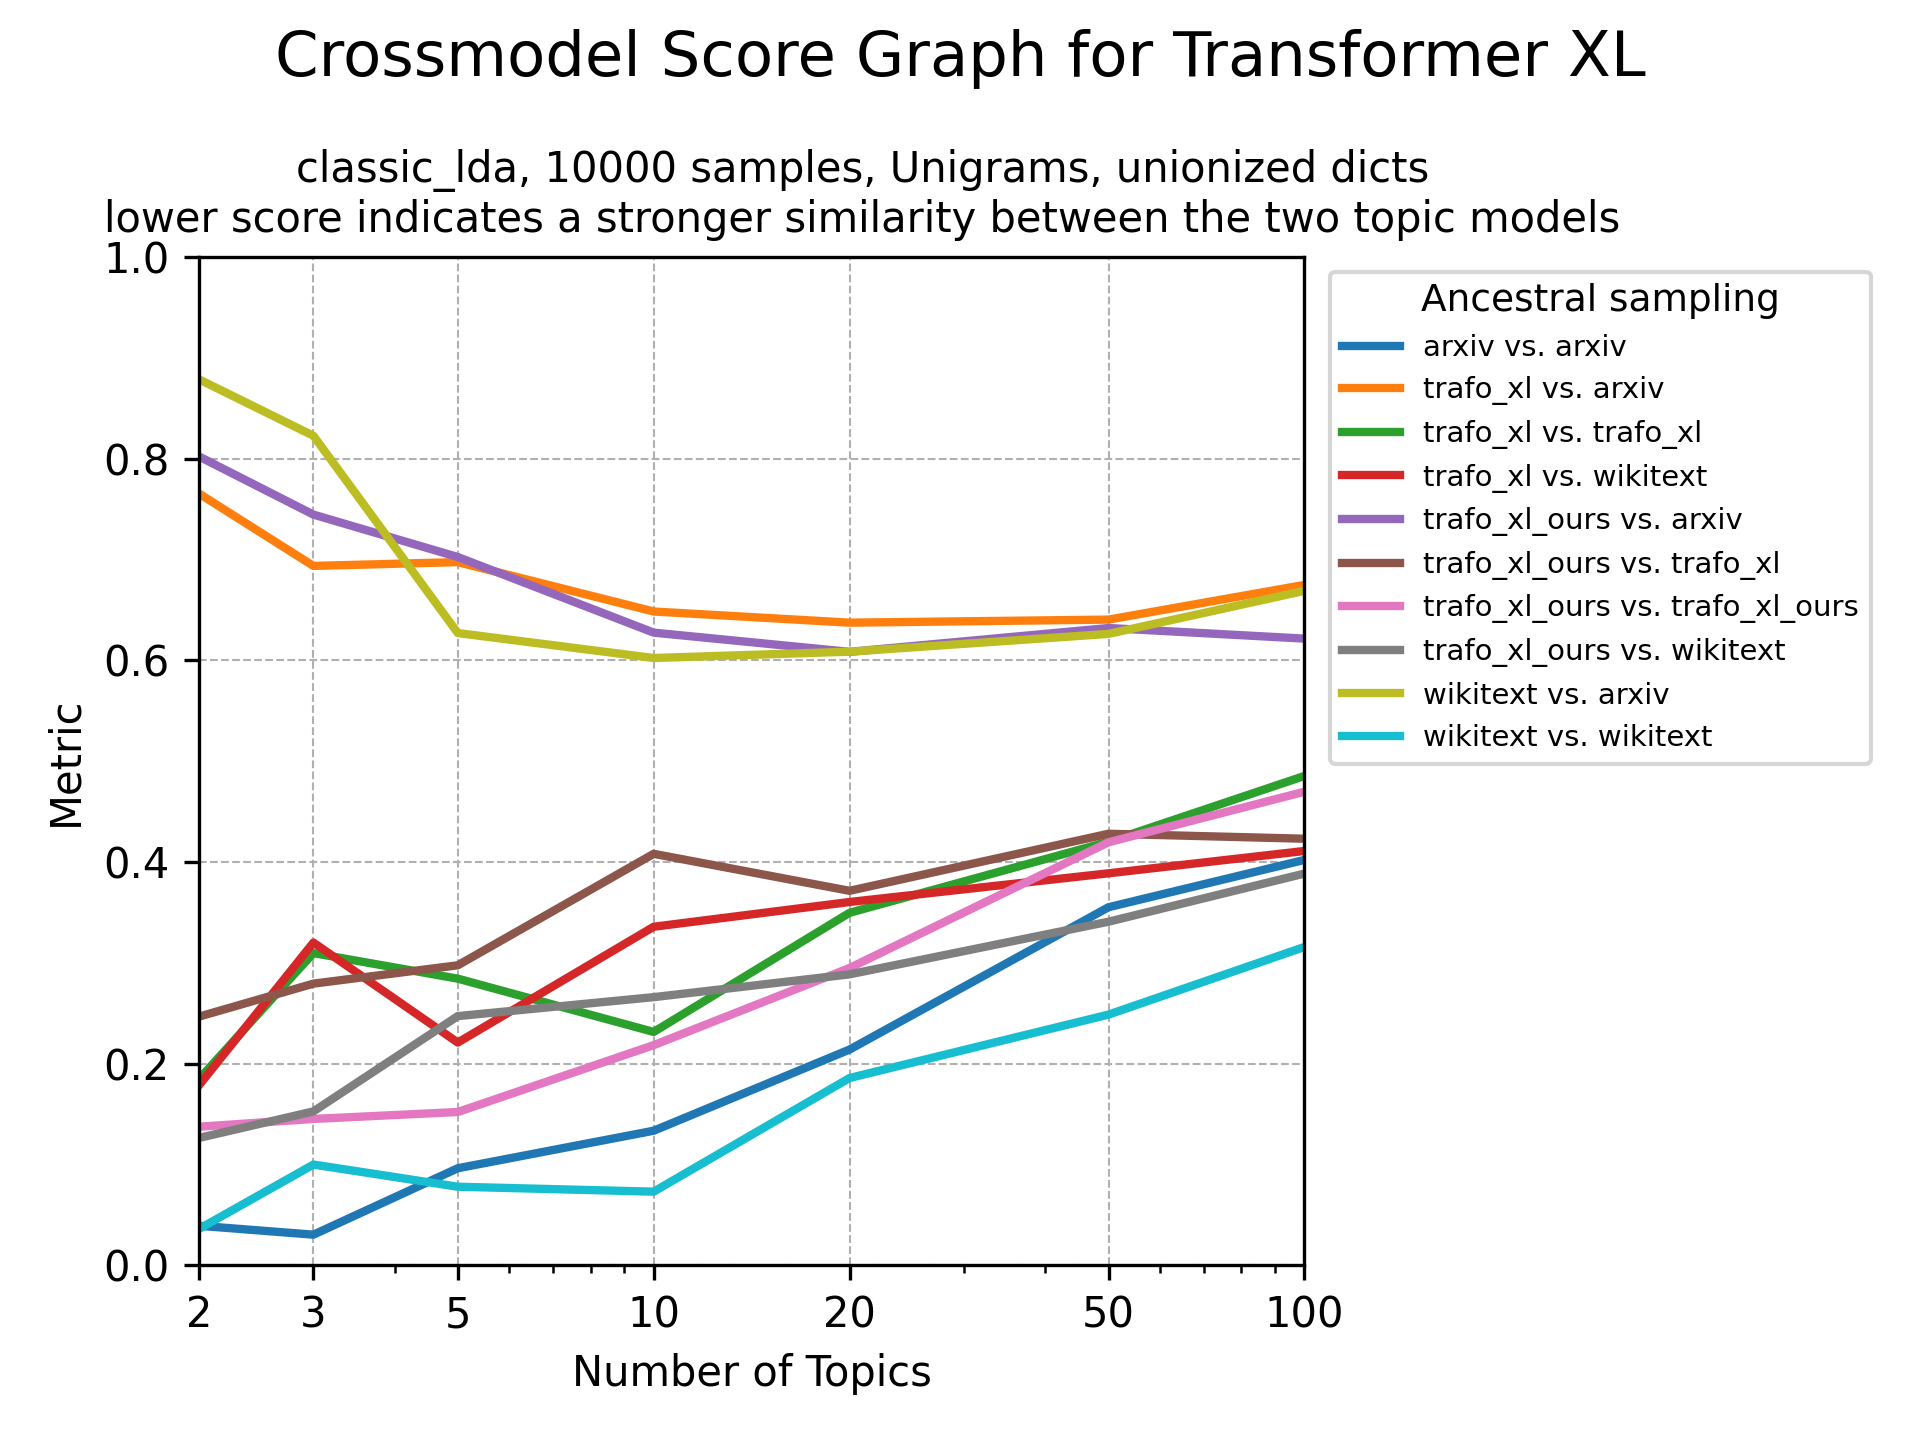 Crossmodel Score Graph for Transformer XL
classic_lda, 10000 samples, Unigrams, unionized dicts
lower score indicates a stronger similarity between the two topic models
1.0
0.8
0.6
0.4
0.2
0.0
Metric
2 3 5 10 20 50 100
Number of Topics
Ancestral sampling
arxiv vs. arxiv
trafo_xl vs. arxiv
trafo_xl vs. trafo_xl
trafo_xl vs. wikitext
trafo_xl_ours vs. arxiv
trafo_xl_ours vs. trafo_xl
trafo_xl_ours vs. trafo_xl_ours
trafo_xl_ours vs. wikitext
wikitext vs. arxiv
wikitext vs. wikitext